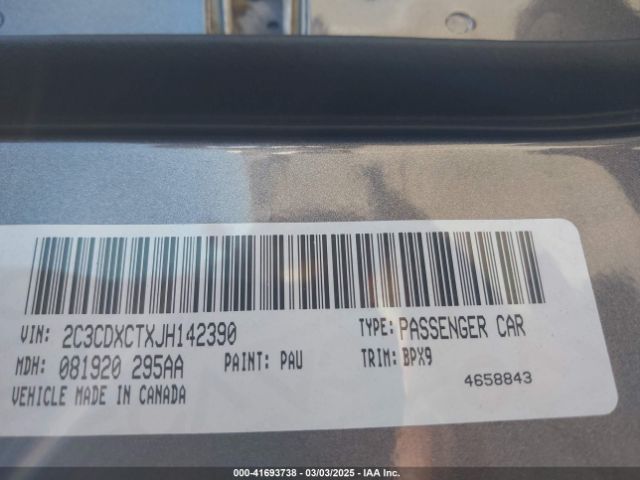 VIN: 2C3CDXCTXJH142390 TYPE: PASSENGER CAR
MDH: 081920 295AA PAINT: PAU TRIM: BPX9
VEHICLE MADE IN CANADA 4658843
000-41693738 - 03/03/2025 - IAA Inc.